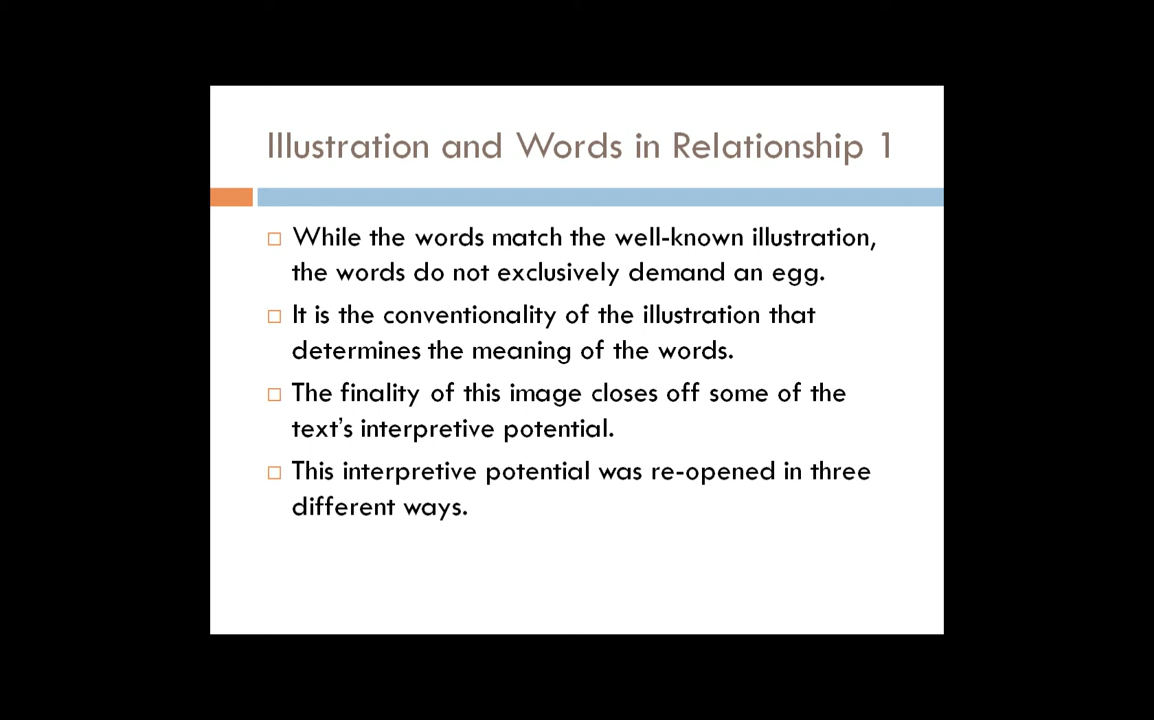 Illustration and Words in Relationship 1
While the words match the well-known illustration,
the words do not exclusively demand an egg.
It is the conventionality of the illustration that
determines the meaning of the words.
The finality of this image closes off some of the
text’s interpretive potential.
This interpretive potential was re-opened in three
different ways.